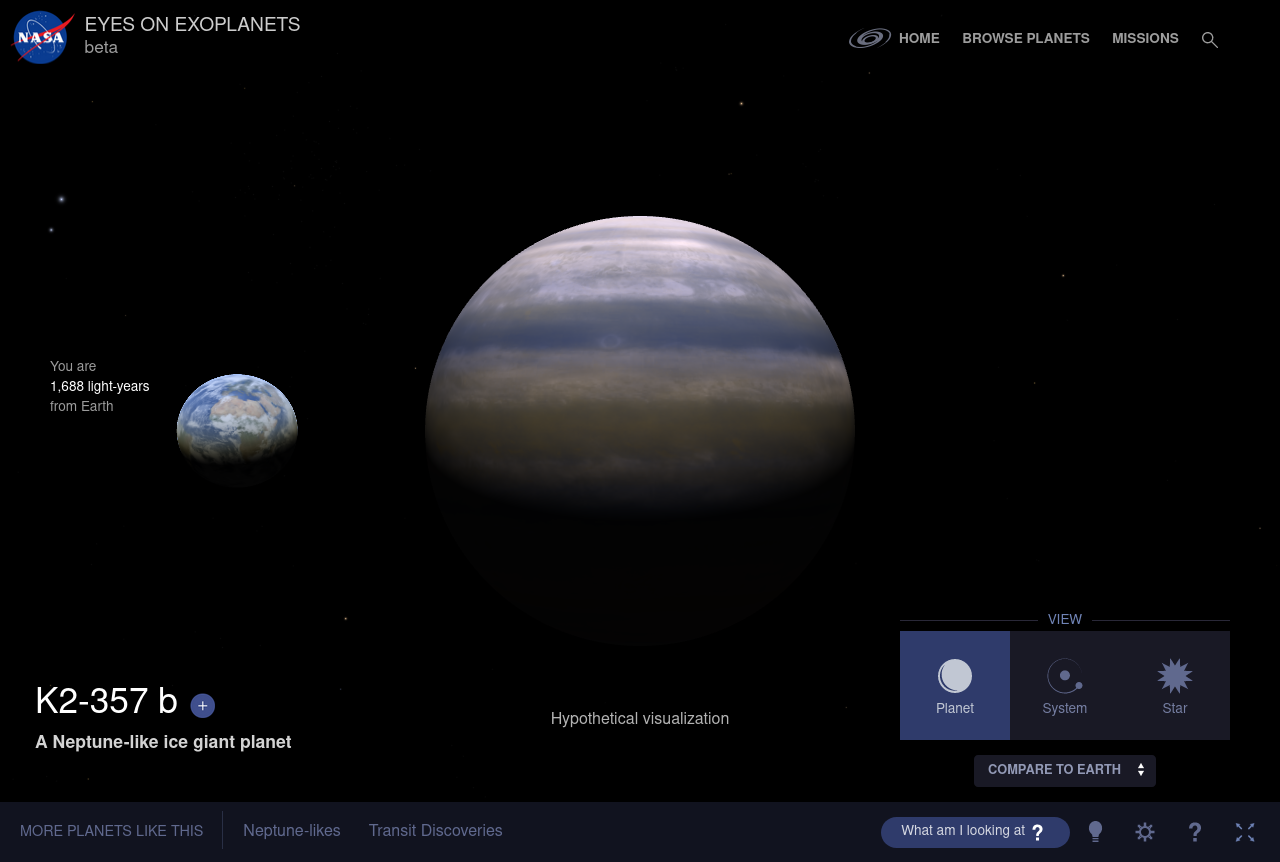 NASA
EYES ON EXOPLANETS
beta
HOME
BROWSE PLANETS
MISSIONS
You are
1,688 light-years
from Earth
K2-357 b +
A Neptune-like ice giant planet
Hypothetical visualization
VIEW
Planet
System
Star
COMPARE TO EARTH
MORE PLANETS LIKE THIS
Neptune-likes
Transit Discoveries
What am I looking at ?
?